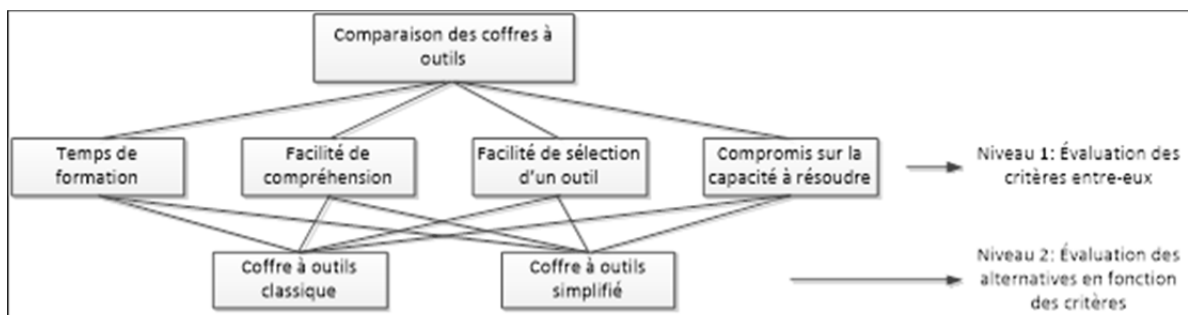 Comparaison des coffres à
outils
Temps de
formation
Facilité de
compréhension
Facilité de sélection
d'un outil
Compromis sur la
capacité à résoudre
Niveau 1: Évaluation des
critères entre-eux
Coffre à outils
classique
Coffre à outils
simplifié
Niveau 2: Évaluation des
alternatives en fonction
des critères